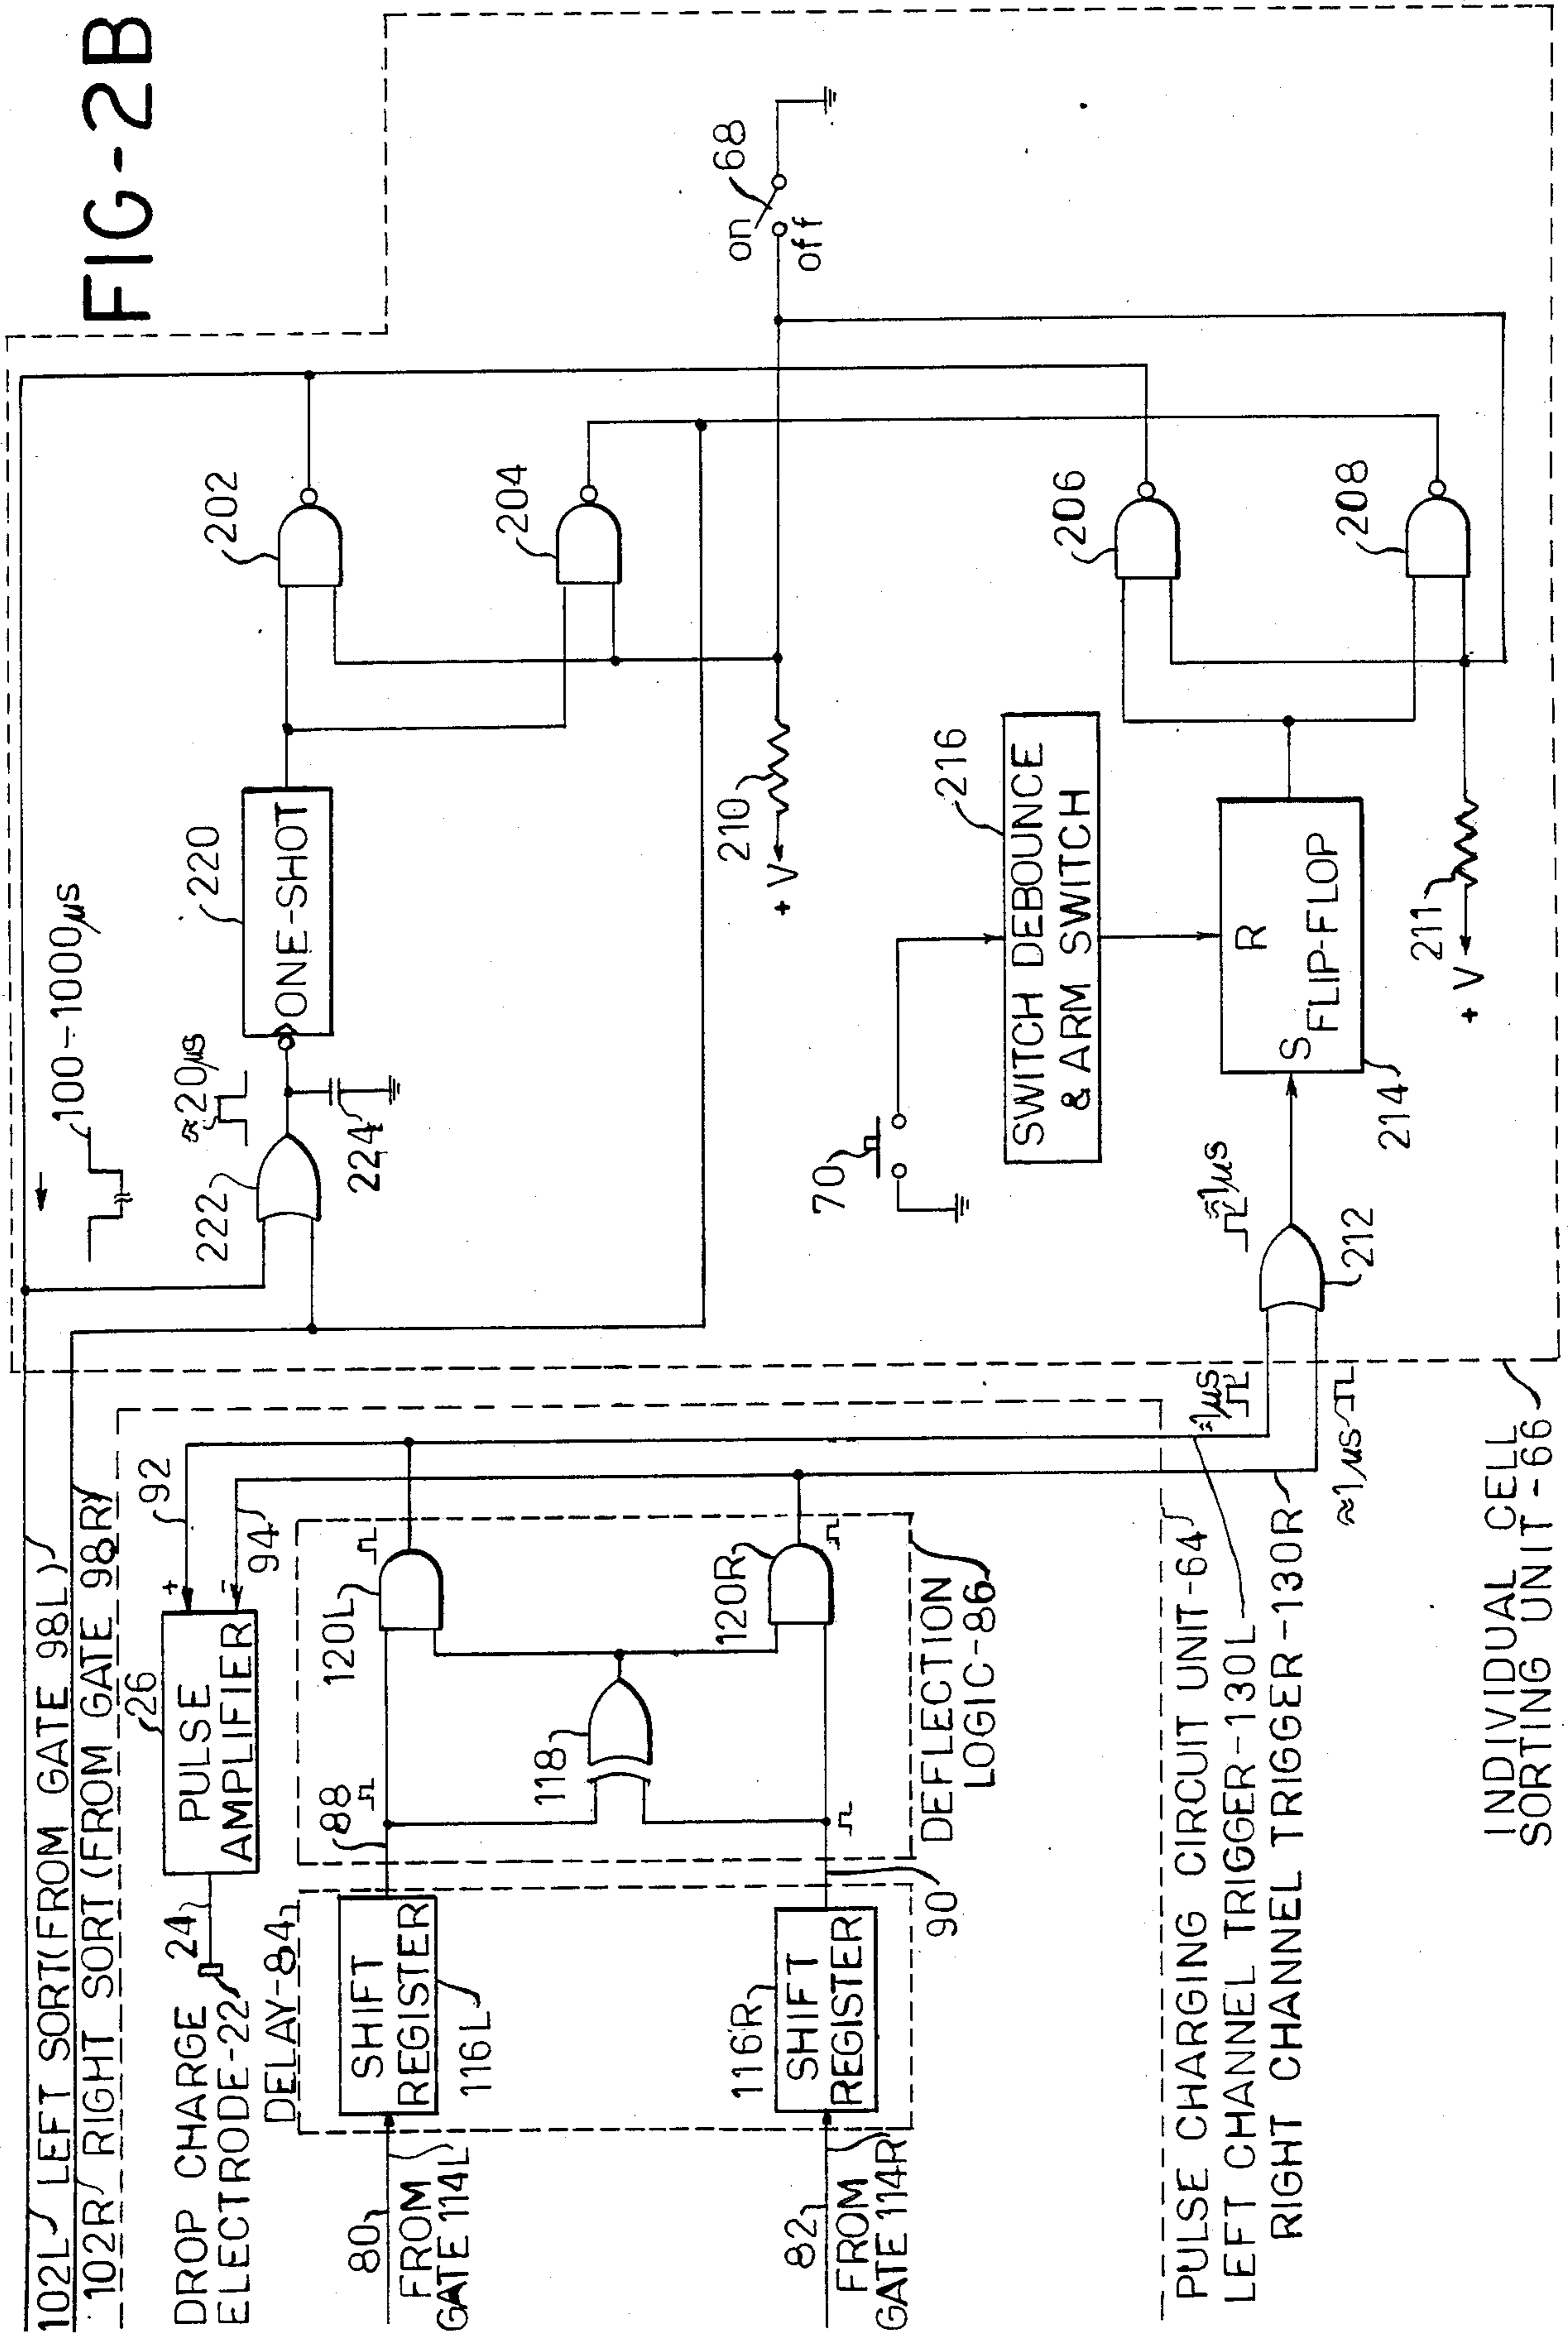 FIG-2B
102L LEFT SORT(FROM GATE 98L)
102R RIGHT SORT(FROM GATE 98R)
100-1000μs
DROP CHARGE
ELECTRODE-22
24
26
PULSE
AMPLIFIER
+
-
92
94
222
≈20μs
224
220
ONE-SHOT
202
204
DELAY-84
SHIFT
REGISTER
116L
80
FROM
GATE 114L
88
118
120L
120R
DEFLECTION
LOGIC-86
210
+ V
on
off
68
SHIFT
REGISTER
116R
82
FROM
GATE 114R
90
70
SWITCH DEBOUNCE
& ARM SWITCH
216
206
208
R
S
FLIP-FLOP
214
211
+ V
≈1μs
212
≈1μs
≈1μs
PULSE CHARGING CIRCUIT UNIT-64
LEFT CHANNEL TRIGGER-130L
RIGHT CHANNEL TRIGGER-130R
INDIVIDUAL CELL
SORTING UNIT-66